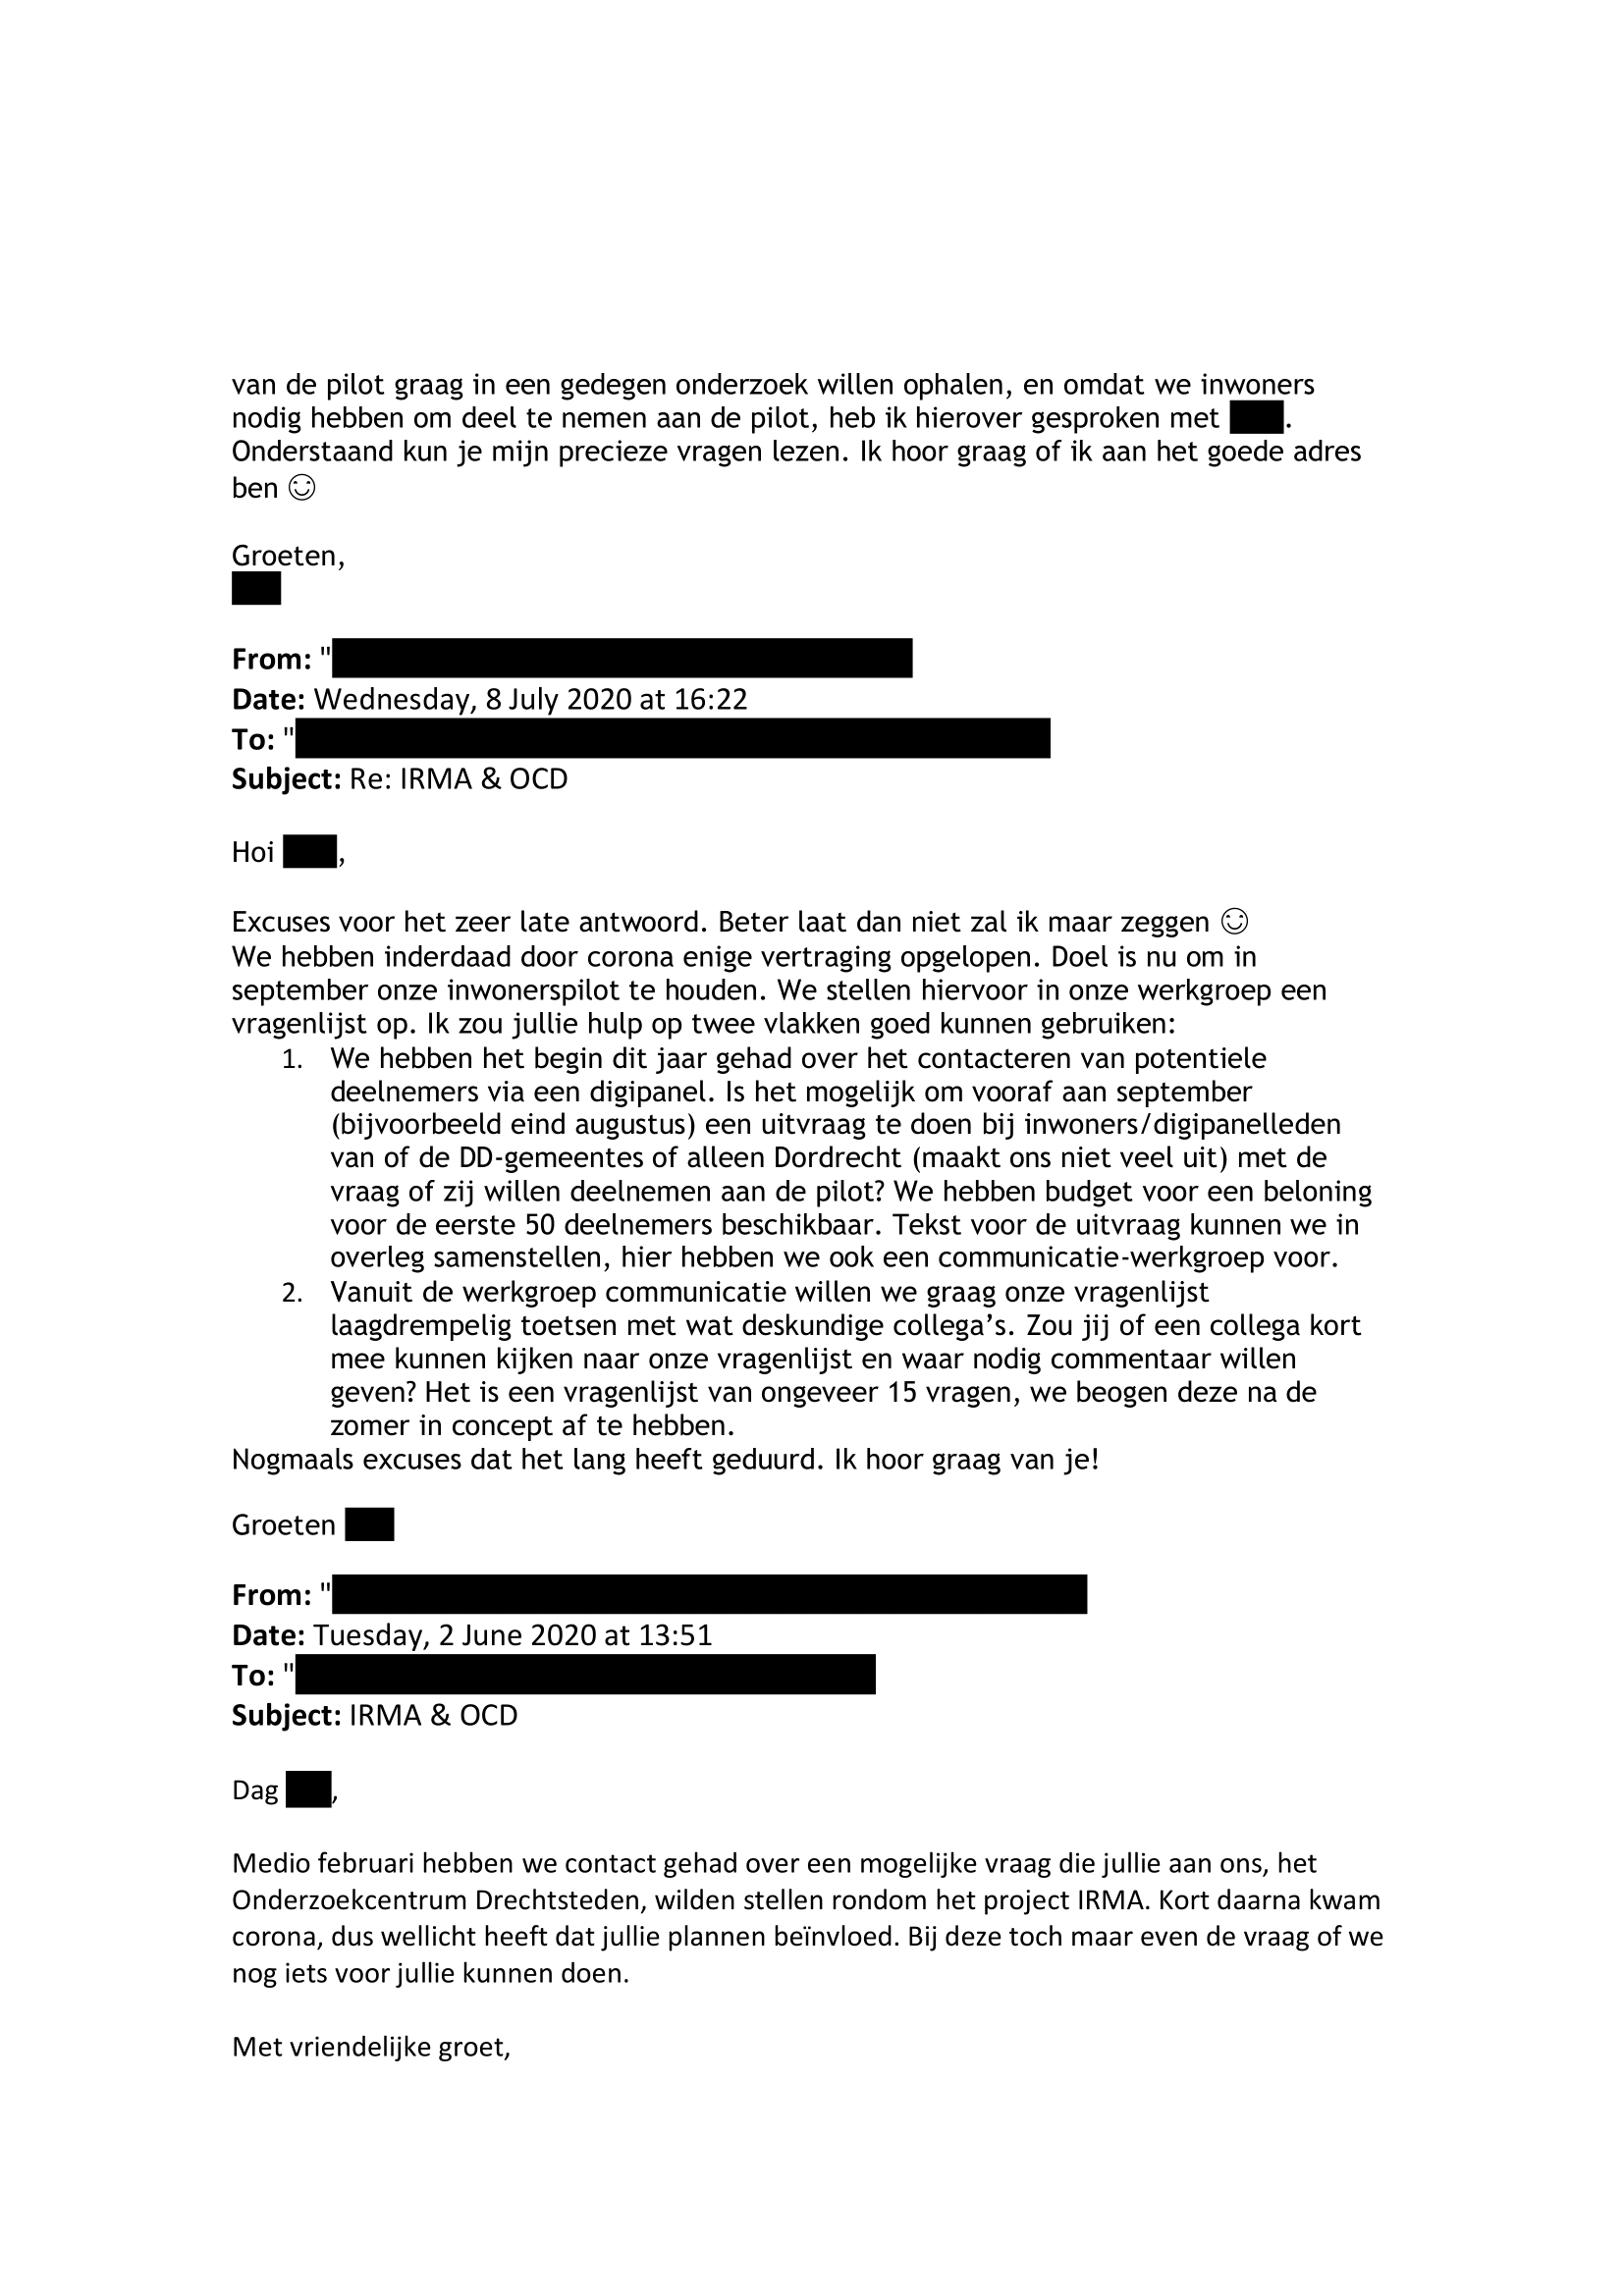 van de pilot graag in een gedegen onderzoek willen ophalen, en omdat we inwoners
nodig hebben om deel te nemen aan de pilot, heb ik hierover gesproken met .
Onderstaand kun je mijn precieze vragen lezen. Ik hoor graag of ik aan het goede adres
ben ☺
Groeten,
From: "
Date: Wednesday, 8 July 2020 at 16:22
To: "
Subject: Re: IRMA & OCD
Hoi ,
Excuses voor het zeer late antwoord. Beter laat dan niet zal ik maar zeggen ☺
We hebben inderdaad door corona enige vertraging opgelopen. Doel is nu om in
september onze inwonerspilot te houden. We stellen hiervoor in onze werkgroep een
vragenlijst op. Ik zou jullie hulp op twee vlakken goed kunnen gebruiken:
1. We hebben het begin dit jaar gehad over het contacteren van potentiele
deelnemers via een digipanel. Is het mogelijk om vooraf aan september
(bijvoorbeeld eind augustus) een uitvraag te doen bij inwoners/digipanelleden
van of de DD-gemeentes of alleen Dordrecht (maakt ons niet veel uit) met de
vraag of zij willen deelnemen aan de pilot? We hebben budget voor een beloning
voor de eerste 50 deelnemers beschikbaar. Tekst voor de uitvraag kunnen we in
overleg samenstellen, hier hebben we ook een communicatie-werkgroep voor.
2. Vanuit de werkgroep communicatie willen we graag onze vragenlijst
laagdrempelig toetsen met wat deskundige collega’s. Zou jij of een collega kort
mee kunnen kijken naar onze vragenlijst en waar nodig commentaar willen
geven? Het is een vragenlijst van ongeveer 15 vragen, we beogen deze na de
zomer in concept af te hebben.
Nogmaals excuses dat het lang heeft geduurd. Ik hoor graag van je!
Groeten
From: "
Date: Tuesday, 2 June 2020 at 13:51
To: "
Subject: IRMA & OCD
Dag ,
Medio februari hebben we contact gehad over een mogelijke vraag die jullie aan ons, het
Onderzoekcentrum Drechtsteden, wilden stellen rondom het project IRMA. Kort daarna kwam
corona, dus wellicht heeft dat jullie plannen beïnvloed. Bij deze toch maar even de vraag of we
nog iets voor jullie kunnen doen.
Met vriendelijke groet,